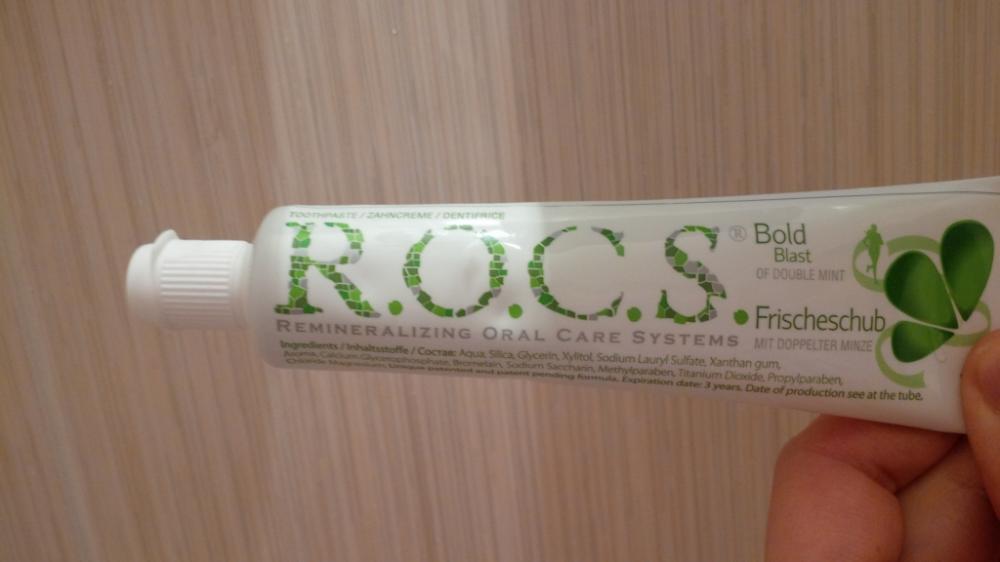 TOOTHPASTE / ZAHNCREME / DENTIFRICE
R.O.C.S.®
REMINERALIZING ORAL CARE SYSTEMS
Bold
Blast
OF DOUBLE MINT
Frischeschub
MIT DOPPELTER MINZE
Ingredients / Inhaltsstoffe / Состав: Aqua, Silica, Glycerin, Xylitol, Sodium Lauryl Sulfate, Xanthan gum,
Aroma, Calcium Glycerophosphate, Bromelain, Sodium Saccharin, Methylparaben, Titanium Dioxide, Propylparaben,
Chloride Magnesium. Unique patented and patent pending formula. Expiration date: 3 years. Date of production see at the tube.